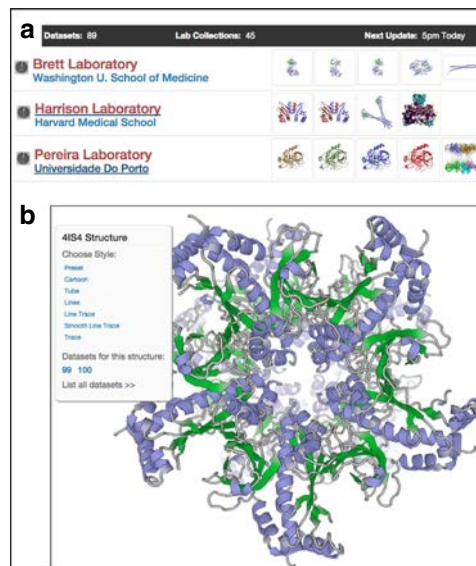 a
Datasets: 89 Lab Collections: 45 Next Update: 5pm Today
Brett Laboratory
Washington U. School of Medicine
Harrison Laboratory
Harvard Medical School
Pereira Laboratory
Universidade Do Porto
b
4IS4 Structure
Choose Style:
Preset
Cartoon
Tube
Lines
Line Trace
Smooth Line Trace
Trace
Datasets for this structure:
99 100
List all datasets >>